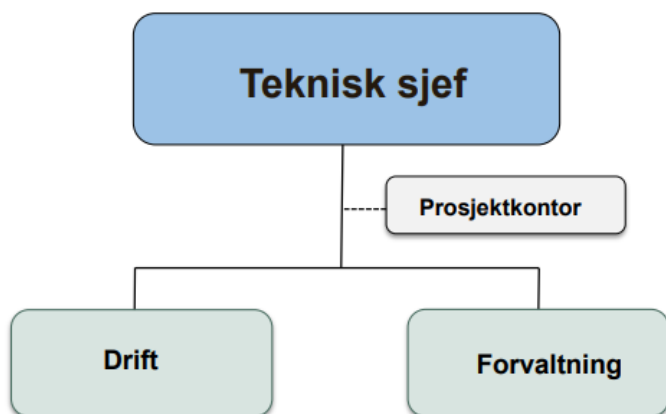 Teknisk sjef
Prosjektkontor
Drift
Forvaltning